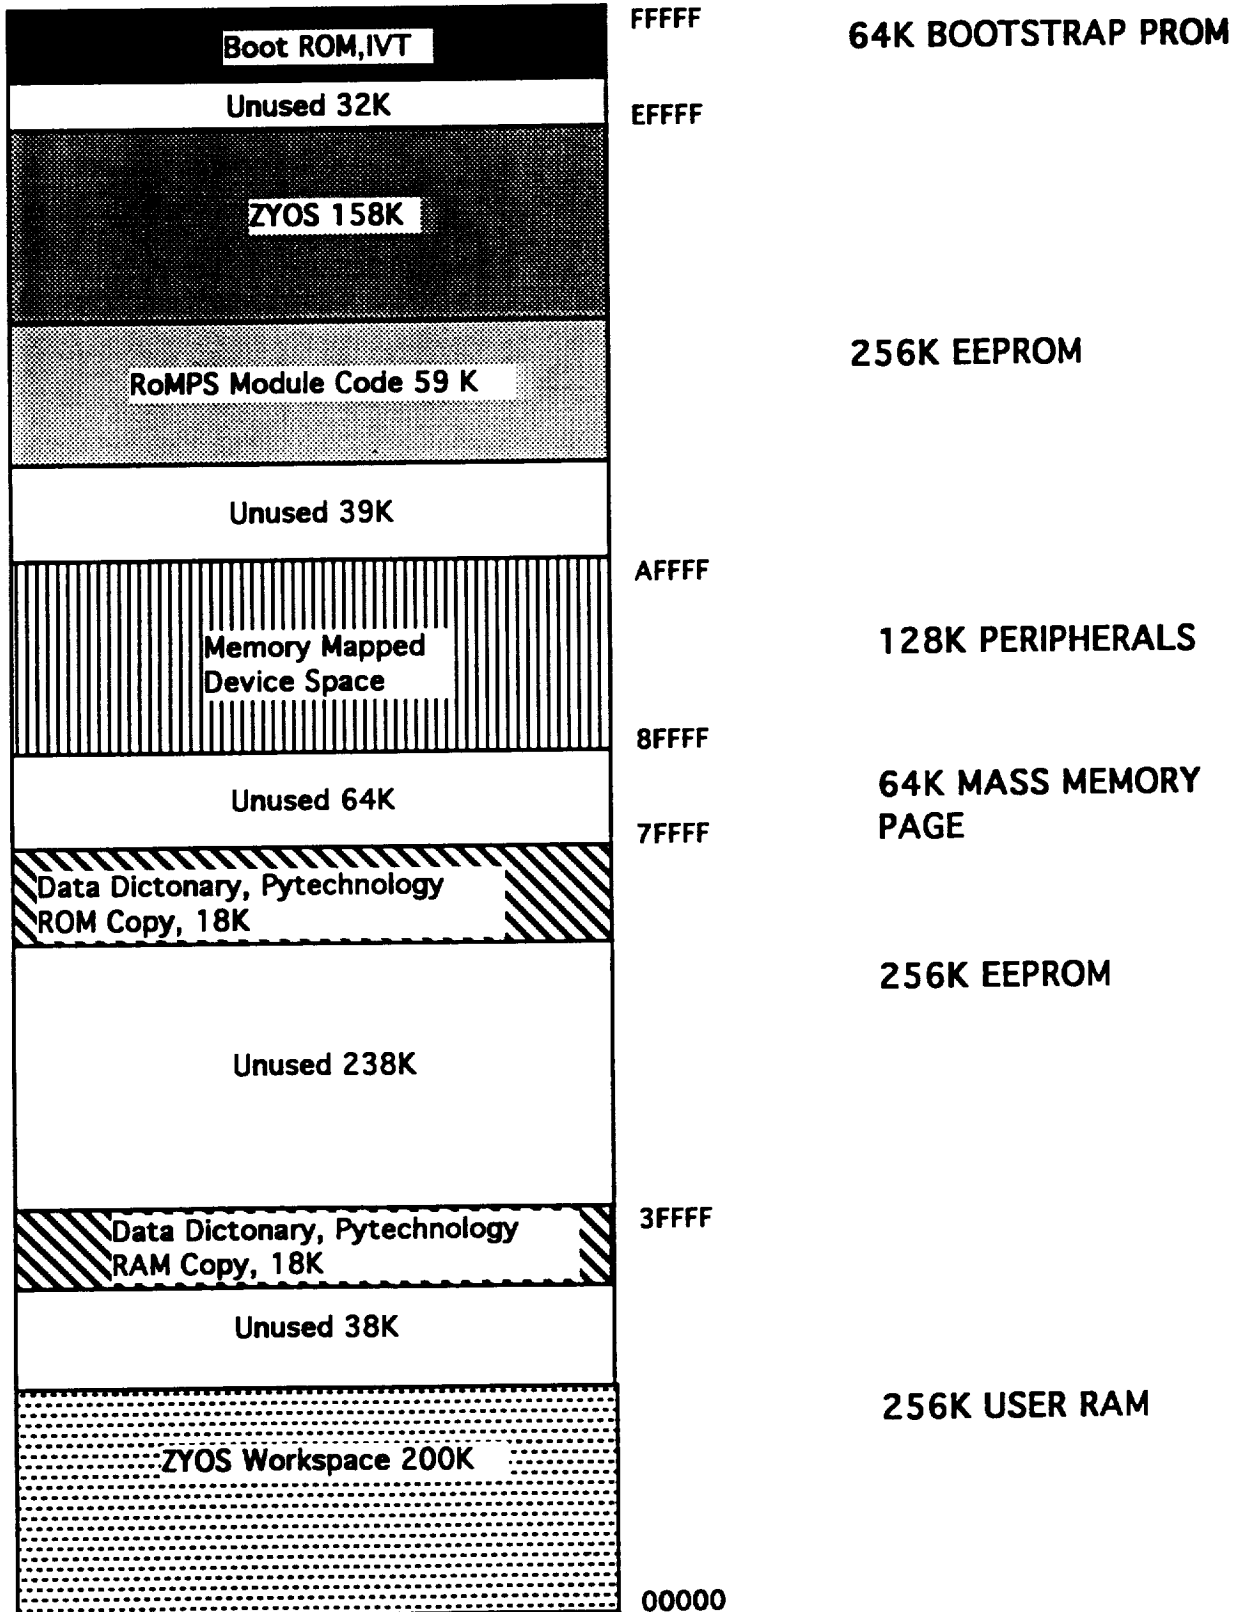 FFFFF
64K BOOTSTRAP PROM
Boot ROM,IVT
Unused 32K
EFFFF
ZYOS 158K
256K EEPROM
RoMPS Module Code 59 K
Unused 39K
AFFFF
128K PERIPHERALS
Memory Mapped
Device Space
8FFFF
64K MASS MEMORY
PAGE
Unused 64K
7FFFF
Data Dictonary, Pytechnology
ROM Copy, 18K
256K EEPROM
Unused 238K
3FFFF
Data Dictonary, Pytechnology
RAM Copy, 18K
Unused 38K
256K USER RAM
ZYOS Workspace 200K
00000